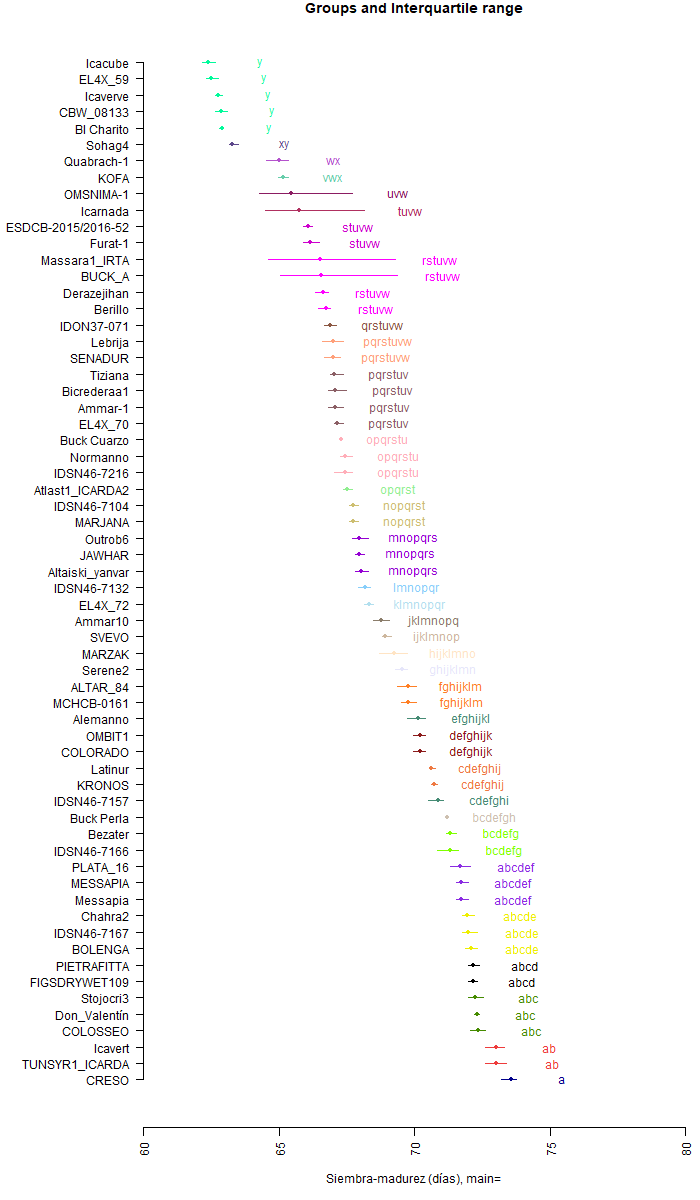 Groups and Interquartile range
Icacube y
EL4X_59 y
Icaverve y
CBW_08133 y
BI Charito y
Sohag4 xy
Quabrach-1 wx
KOFA vwx
OMSNIMA-1 uvw
Icarnada tuvw
ESDCB-2015/2016-52 stuvw
Furat-1 stuvw
Massara1_IRTA rstuvw
BUCK_A rstuvw
Derazejihan rstuvw
Berillo rstuvw
IDON37-071 qrstuvw
Lebrija pqrstuvw
SENADUR pqrstuvw
Tiziana pqrstuv
Bicrederaa1 pqrstuv
Ammar-1 pqrstuv
EL4X_70 pqrstuv
Buck Cuarzo opqrstu
Normanno opqrstu
IDSN46-7216 opqrstu
Atlast1_ICARDA2 opqrst
IDSN46-7104 nopqrst
MARJANA nopqrst
Outrob6 mnopqrs
JAWHAR mnopqrs
Altaiski_yanvar mnopqrs
IDSN46-7132 lmnopqr
EL4X_72 klmnopqr
Ammar10 jklmnopq
SVEVO ijklmnop
MARZAK hijklmno
Serene2 ghijklmn
ALTAR_84 fghijklm
MCHCB-0161 fghijklm
Alemanno efghijkl
OMBIT1 defghijk
COLORADO defghijk
Latinur cdefghij
KRONOS cdefghij
IDSN46-7157 cdefghi
Buck Perla bcdefgh
Bezater bcdefg
IDSN46-7166 bcdefg
PLATA_16 abcdef
MESSAPIA abcdef
Messapia abcdef
Chahra2 abcde
IDSN46-7167 abcde
BOLENGA abcde
PIETRAFITTA abcd
FIGSDRYWET109 abcd
Stojocri3 abc
Don_Valentín abc
COLOSSEO abc
Icavert ab
TUNSYR1_ICARDA ab
CRESO a
60 65 70 75 80
Siembra-madurez (días), main=